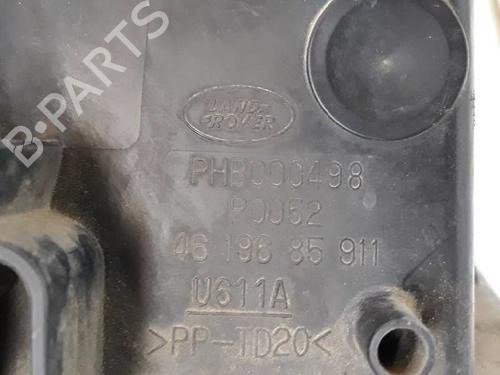 LAND-
ROVER
PHB000498
P0052
46 196 85 911
U611A
>PP-TD20<
B-PARTS